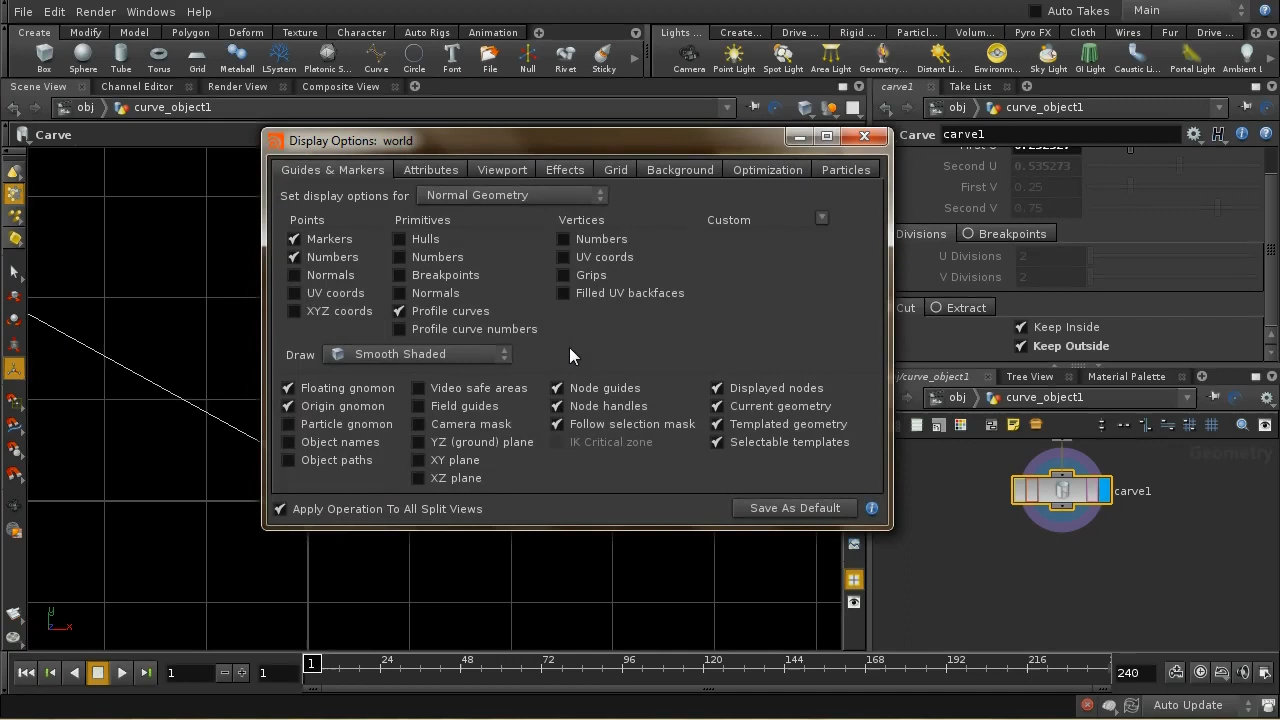 File Edit Render Windows Help Auto Takes Main
Create Modify Model Polygon Deform Texture Character Auto Rigs Animation Lights ... Create... Drive ... Rigid ... Particl... Volum... Pyro FX Cloth Wires Fur Drive ...
Box Sphere Tube Torus Grid Metaball LSystem Platonic S... Curve Circle Font File Null Rivet Sticky Camera Point Light Spot Light Area Light Geometry... Distant Li... Environm... Sky Light GI Light Caustic Li... Portal Light Ambient L
Scene View Channel Editor Render View Composite View carve1 Take List
obj curve_object1 obj curve_object1
Carve Carve carve1
Display Options: world
Guides & Markers Attributes Viewport Effects Grid Background Optimization Particles
Set display options for Normal Geometry
Points Primitives Vertices Custom
Markers Hulls Numbers
Numbers Numbers UV coords
Normals Breakpoints Grips
UV coords Normals Filled UV backfaces
XYZ coords Profile curves
Profile curve numbers
Draw Smooth Shaded
Floating gnomon Video safe areas Node guides Displayed nodes
Origin gnomon Field guides Node handles Current geometry
Particle gnomon Camera mask Follow selection mask Templated geometry
Object names YZ (ground) plane IK Critical zone Selectable templates
Object paths XY plane
XZ plane
Apply Operation To All Split Views Save As Default
Second U 0.535273
First V 0.25
Second V 0.75
Divisions Breakpoints
U Divisions 2
V Divisions 2
Cut Extract
Keep Inside
Keep Outside
/curve_object1 Tree View Material Palette
obj curve_object1
Geometry
carve1
y
x
1 1 1 24 48 72 96 120 144 168 192 216 240
Auto Update